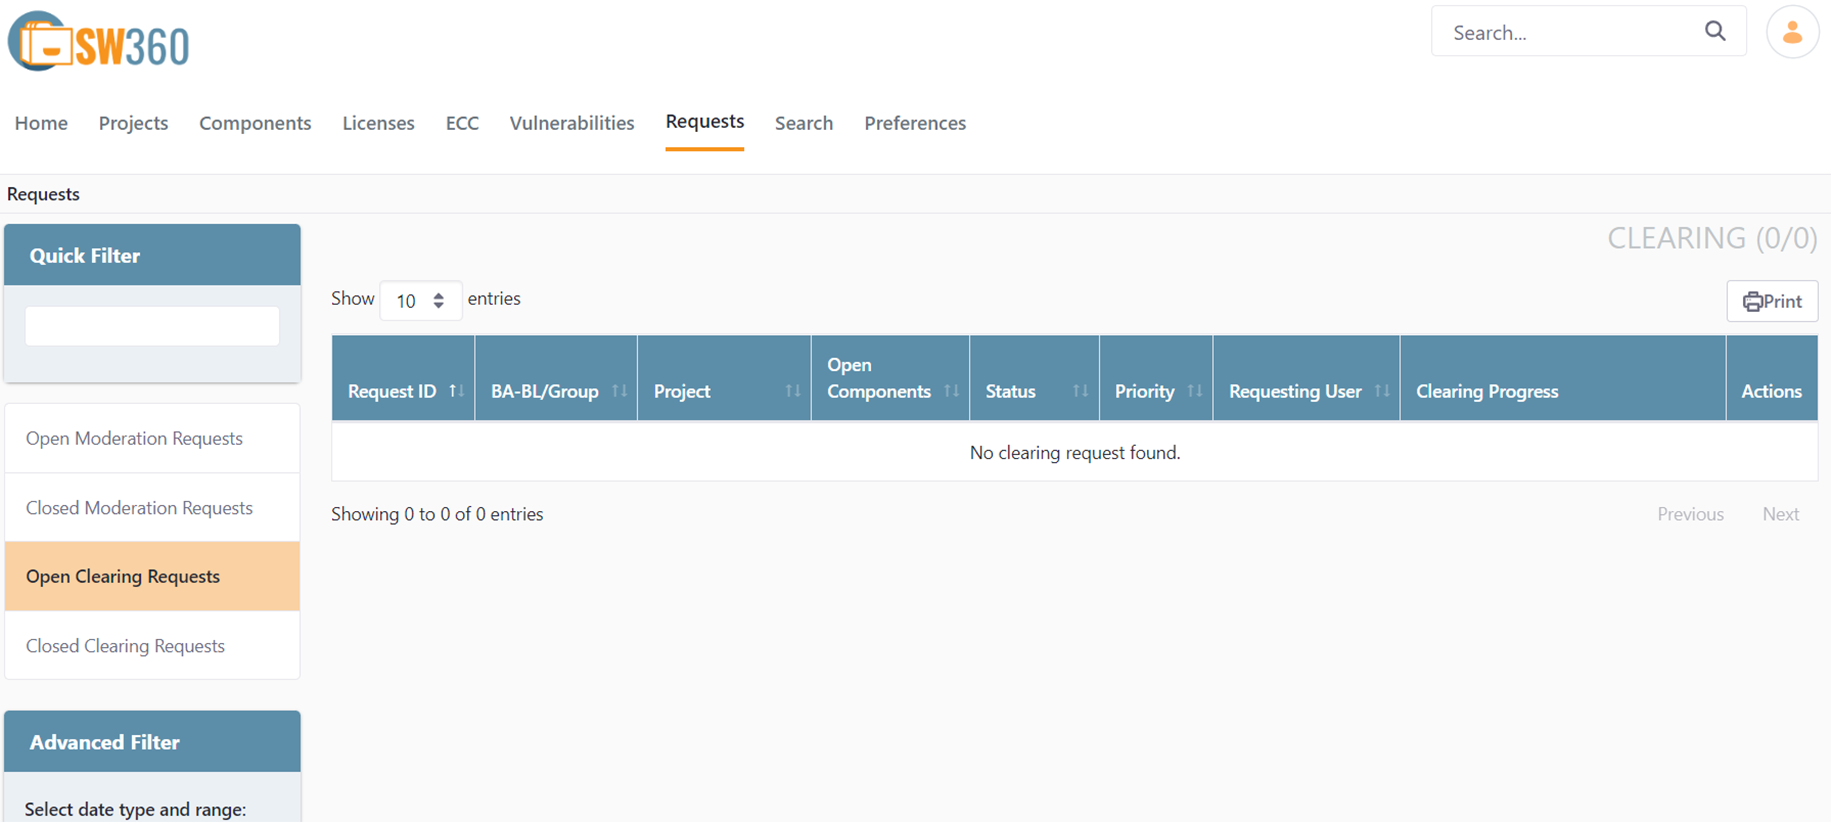 SW360
Search...
Home Projects Components Licenses ECC Vulnerabilities Requests Search Preferences
Requests
Quick Filter
CLEARING (0/0)
Show 10 entries
Print
Request ID BA-BL/Group Project Open Components Status Priority Requesting User Clearing Progress Actions
No clearing request found.
Showing 0 to 0 of 0 entries
Previous Next
Open Moderation Requests
Closed Moderation Requests
Open Clearing Requests
Closed Clearing Requests
Advanced Filter
Select date type and range: